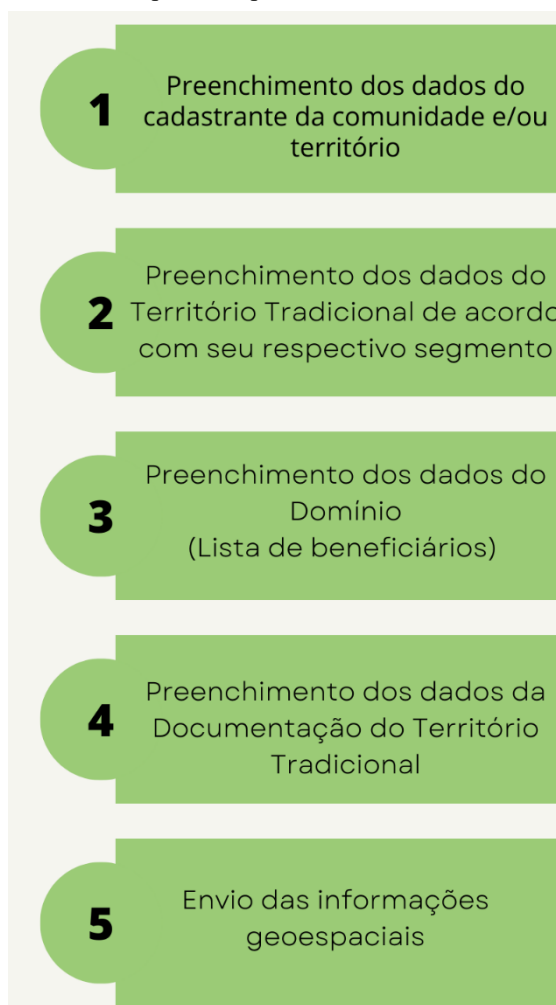 1
Preenchimento dos dados do
cadastrante da comunidade e/ou
território
2
Preenchimento dos dados do
Território Tradicional de acordo
com seu respectivo segmento
3
Preenchimento dos dados do
Domínio
(Lista de beneficiários)
4
Preenchimento dos dados da
Documentação do Território
Tradicional
5
Envio das informações
geoespaciais